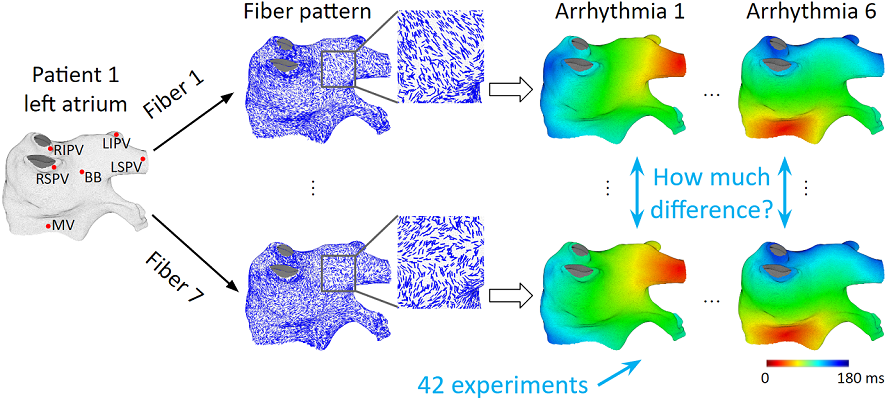 Fiber pattern
Arrhythmia 1
Arrhythmia 6
Patient 1
left atrium
Fiber 1
...
LIPV
RIPV
LSPV
RSPV
BB
MV
⋮
⋮
⋮
How much
difference?
Fiber 7
...
42 experiments
0
180 ms